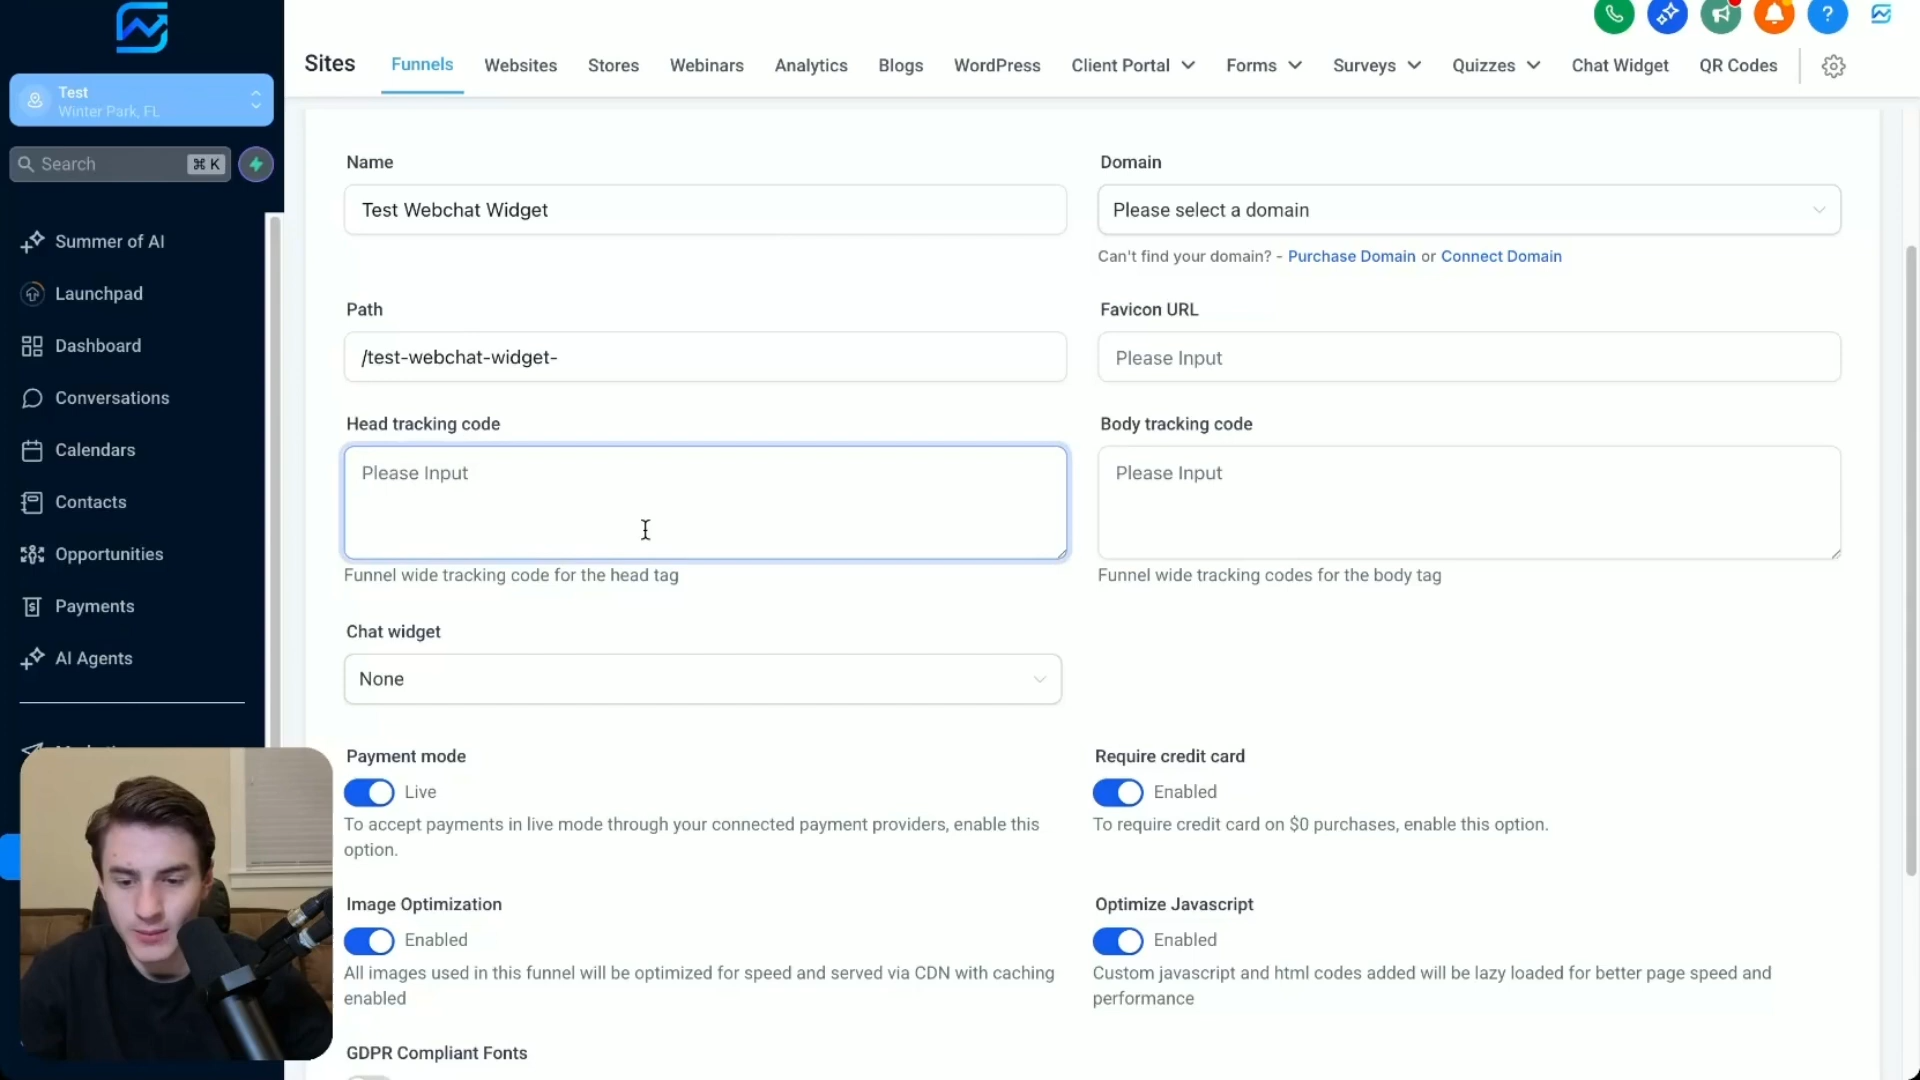 Test
Winter Park, FL
Search
⌘ K
Summer of AI
Launchpad
Dashboard
Conversations
Calendars
Contacts
Opportunities
Payments
AI Agents
Sites
Funnels
Websites
Stores
Webinars
Analytics
Blogs
WordPress
Client Portal
Forms
Surveys
Quizzes
Chat Widget
QR Codes
Name
Test Webchat Widget
Domain
Please select a domain
Can't find your domain? - Purchase Domain or Connect Domain
Path
/test-webchat-widget-
Favicon URL
Please Input
Head tracking code
Please Input
Funnel wide tracking code for the head tag
Body tracking code
Please Input
Funnel wide tracking codes for the body tag
Chat widget
None
Payment mode
Live
To accept payments in live mode through your connected payment providers, enable this
option.
Require credit card
Enabled
To require credit card on $0 purchases, enable this option.
Image Optimization
Enabled
All images used in this funnel will be optimized for speed and served via CDN with caching
enabled
Optimize Javascript
Enabled
Custom javascript and html codes added will be lazy loaded for better page speed and
performance
GDPR Compliant Fonts